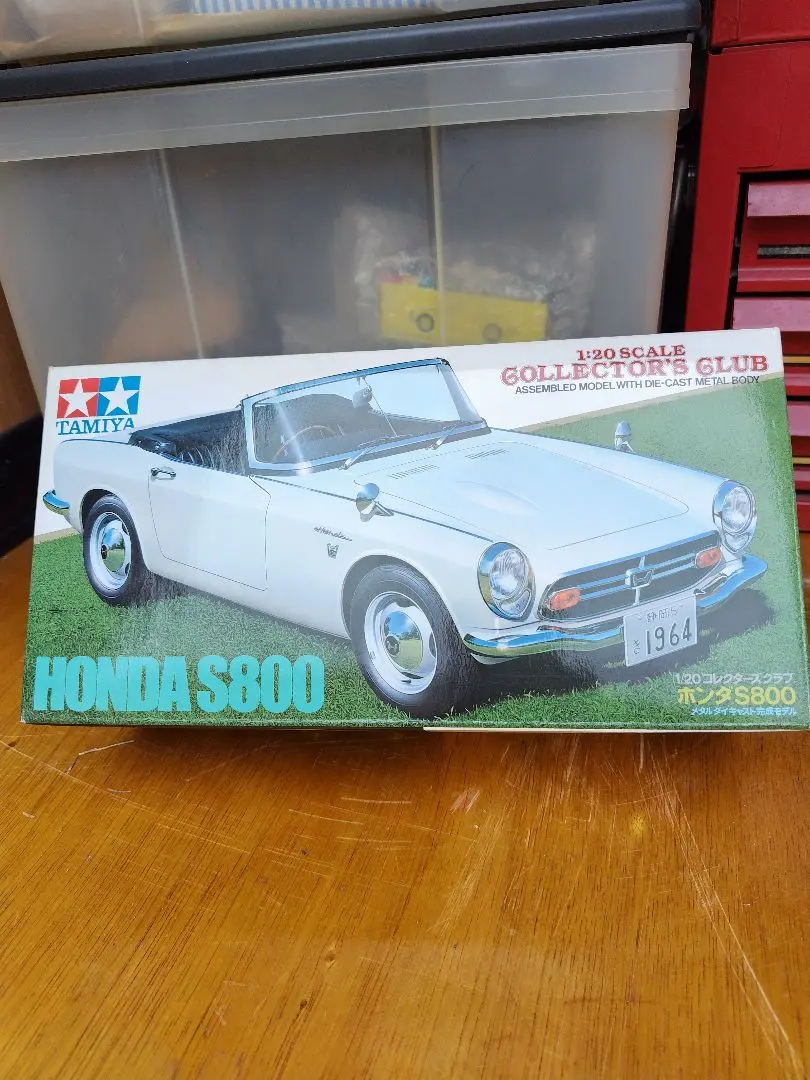 TAMIYA
1:20 SCALE
COLLECTOR'S CLUB
ASSEMBLED MODEL WITH DIE-CAST METAL BODY
Honda
1964
HONDA S800
1/20 コレクターズクラブ
ホンダS800
メタルダイキャスト完成モデル